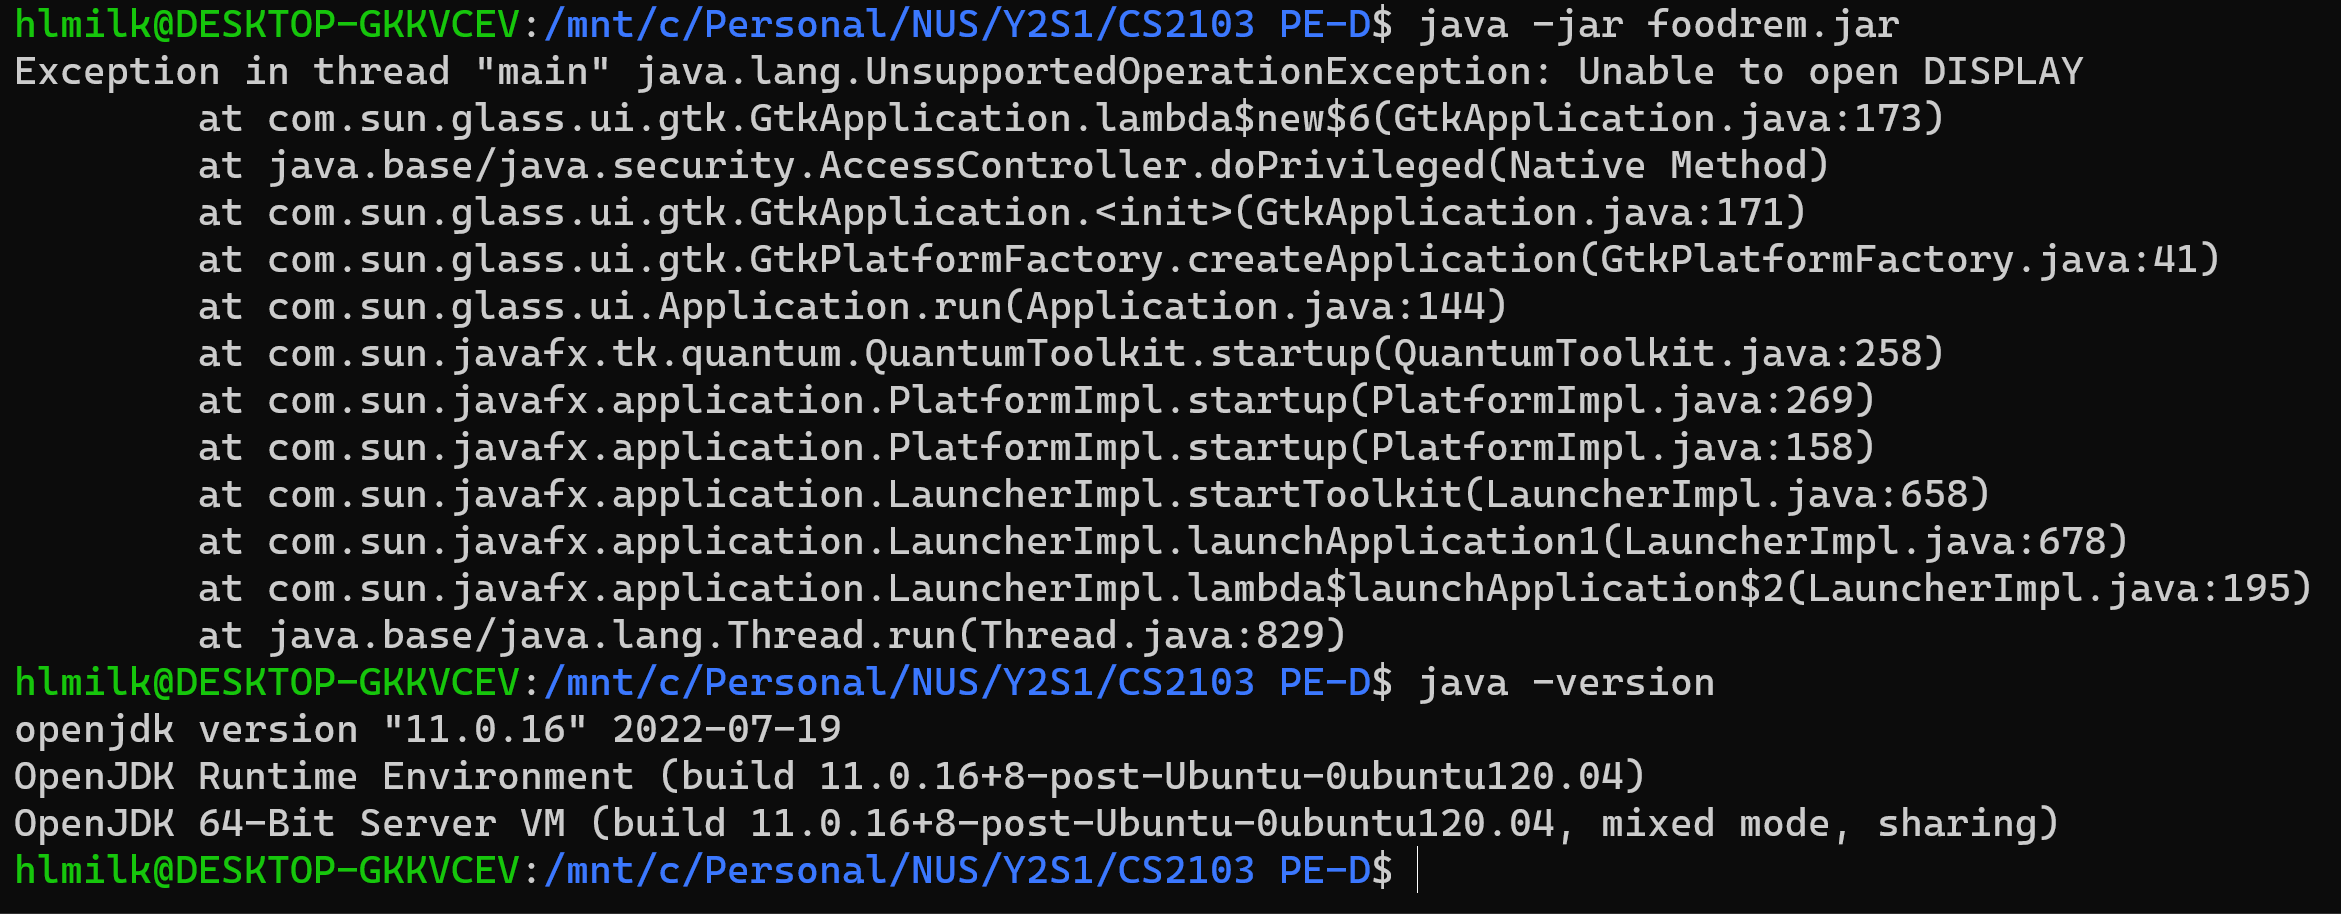 hlmilk@DESKTOP-GKKVCEV:/mnt/c/Personal/NUS/Y2S1/CS2103 PE-D$ java -jar foodrem.jar
Exception in thread "main" java.lang.UnsupportedOperationException: Unable to open DISPLAY
        at com.sun.glass.ui.gtk.GtkApplication.lambda$new$6(GtkApplication.java:173)
        at java.base/java.security.AccessController.doPrivileged(Native Method)
        at com.sun.glass.ui.gtk.GtkApplication.<init>(GtkApplication.java:171)
        at com.sun.glass.ui.gtk.GtkPlatformFactory.createApplication(GtkPlatformFactory.java:41)
        at com.sun.glass.ui.Application.run(Application.java:144)
        at com.sun.javafx.tk.quantum.QuantumToolkit.startup(QuantumToolkit.java:258)
        at com.sun.javafx.application.PlatformImpl.startup(PlatformImpl.java:269)
        at com.sun.javafx.application.PlatformImpl.startup(PlatformImpl.java:158)
        at com.sun.javafx.application.LauncherImpl.startToolkit(LauncherImpl.java:658)
        at com.sun.javafx.application.LauncherImpl.launchApplication1(LauncherImpl.java:678)
        at com.sun.javafx.application.LauncherImpl.lambda$launchApplication$2(LauncherImpl.java:195)
        at java.base/java.lang.Thread.run(Thread.java:829)
hlmilk@DESKTOP-GKKVCEV:/mnt/c/Personal/NUS/Y2S1/CS2103 PE-D$ java -version
openjdk version "11.0.16" 2022-07-19
OpenJDK Runtime Environment (build 11.0.16+8-post-Ubuntu-0ubuntu120.04)
OpenJDK 64-Bit Server VM (build 11.0.16+8-post-Ubuntu-0ubuntu120.04, mixed mode, sharing)
hlmilk@DESKTOP-GKKVCEV:/mnt/c/Personal/NUS/Y2S1/CS2103 PE-D$